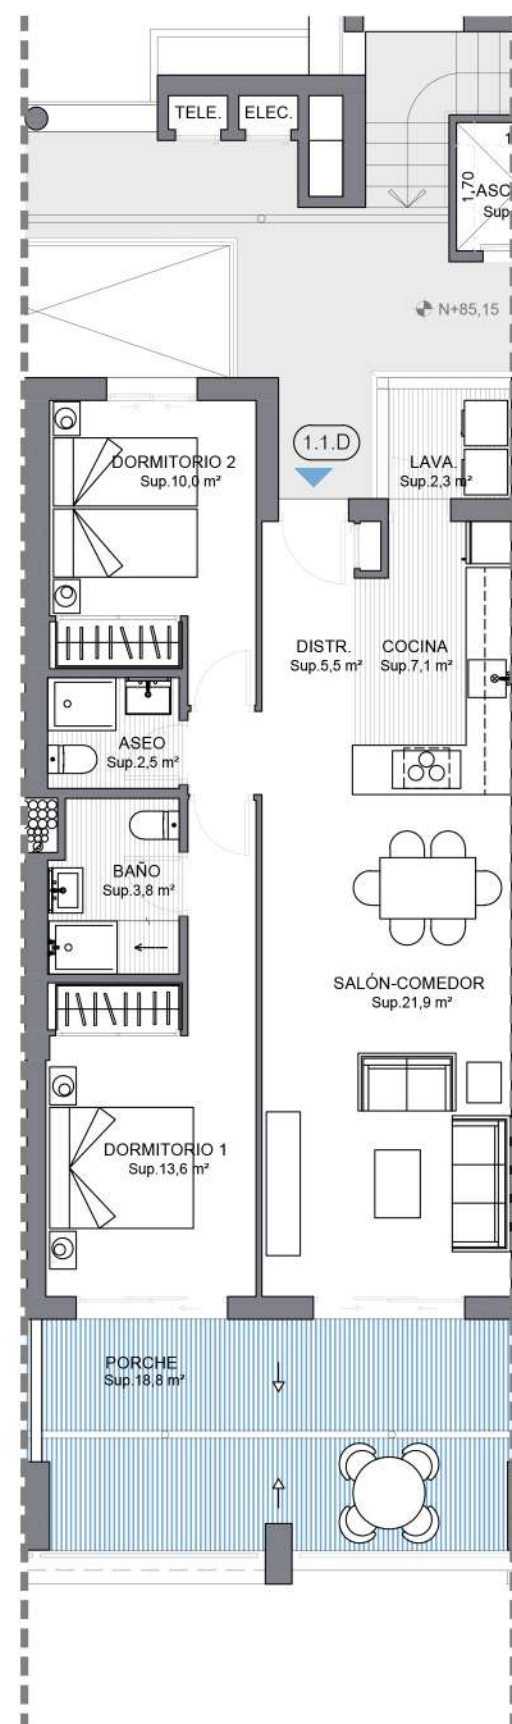 TELE.
ELEC.
1,70
ASC
Sup
N+85,15
1.1.D
DORMITORIO 2
Sup.10,0 m²
LAVA.
Sup.2,3 m²
DISTR.
Sup.5,5 m²
COCINA
Sup.7,1 m²
ASEO
Sup.2,5 m²
BAÑO
Sup.3,8 m²
SALÓN-COMEDOR
Sup.21,9 m²
DORMITORIO 1
Sup.13,6 m²
PORCHE
Sup.18,8 m²